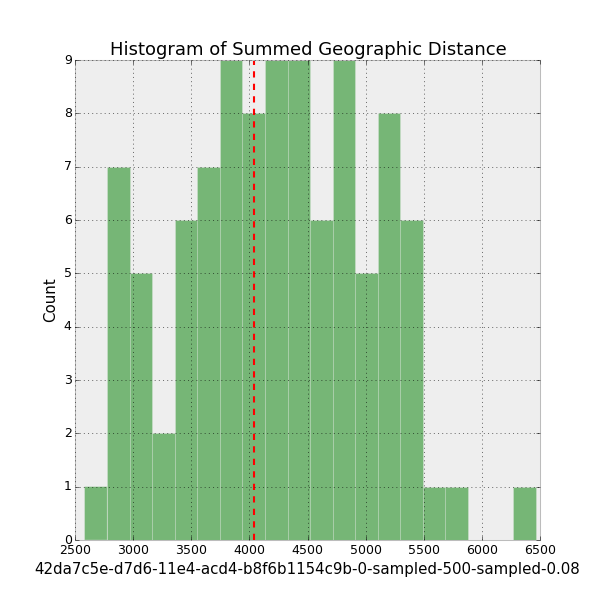 Histogram of Summed Geographic Distance
9
8
7
6
5
4
3
2
1
0
Count
2500 3000 3500 4000 4500 5000 5500 6000 6500
42da7c5e-d7d6-11e4-acd4-b8f6b1154c9b-0-sampled-500-sampled-0.08